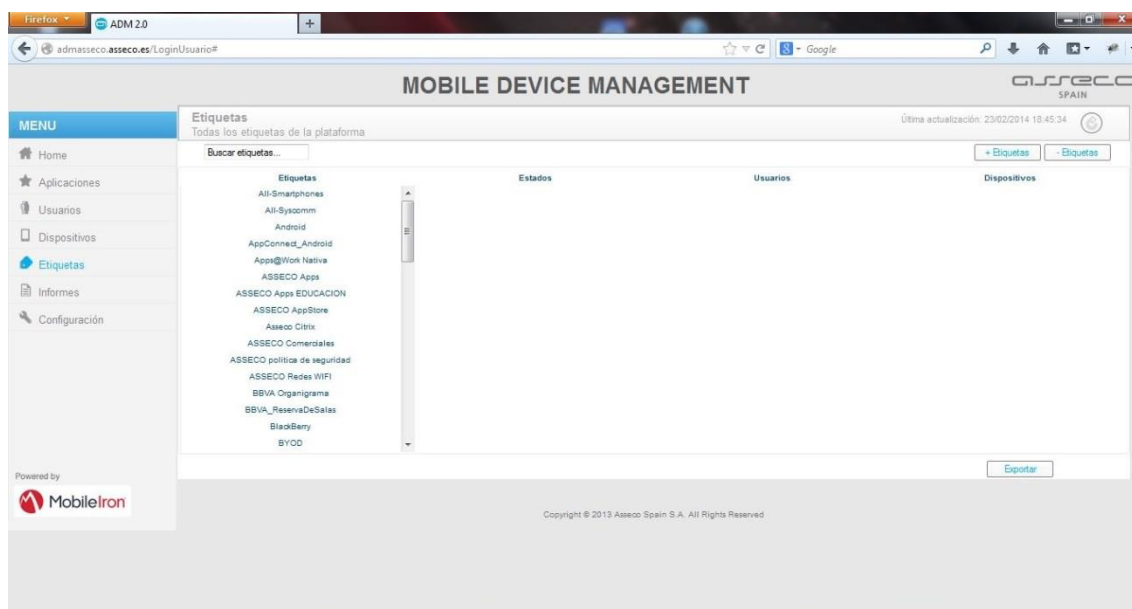 Firefox
ADM 2.0
admasseco.asseco.es/LoginUsuario#
Google
MOBILE DEVICE MANAGEMENT
asseco
SPAIN
MENU
Etiquetas
Todas los etiquetas de la plataforma
Última actualización: 23/02/2014 18:45:34
Home
Aplicaciones
Usuarios
Dispositivos
Etiquetas
Informes
Configuración
Buscar etiquetas...
+ Etiquetas
- Etiquetas
Etiquetas Estados Usuarios Dispositivos
All-Smartphones
All-Syscomm
Android
AppConnect_Android
Apps@Work Nativa
ASSECO Apps
ASSECO Apps EDUCACION
ASSECO AppStore
Asseco Citrix
ASSECO Comerciales
ASSECO politica de seguridad
ASSECO Redes WIFI
BBVA Organigrama
BBVA_ReservaDeSalas
BlackBerry
BYOD
Exportar
Powered by
MobileIron
Copyright © 2013 Asseco Spain S.A. All Rights Reserved